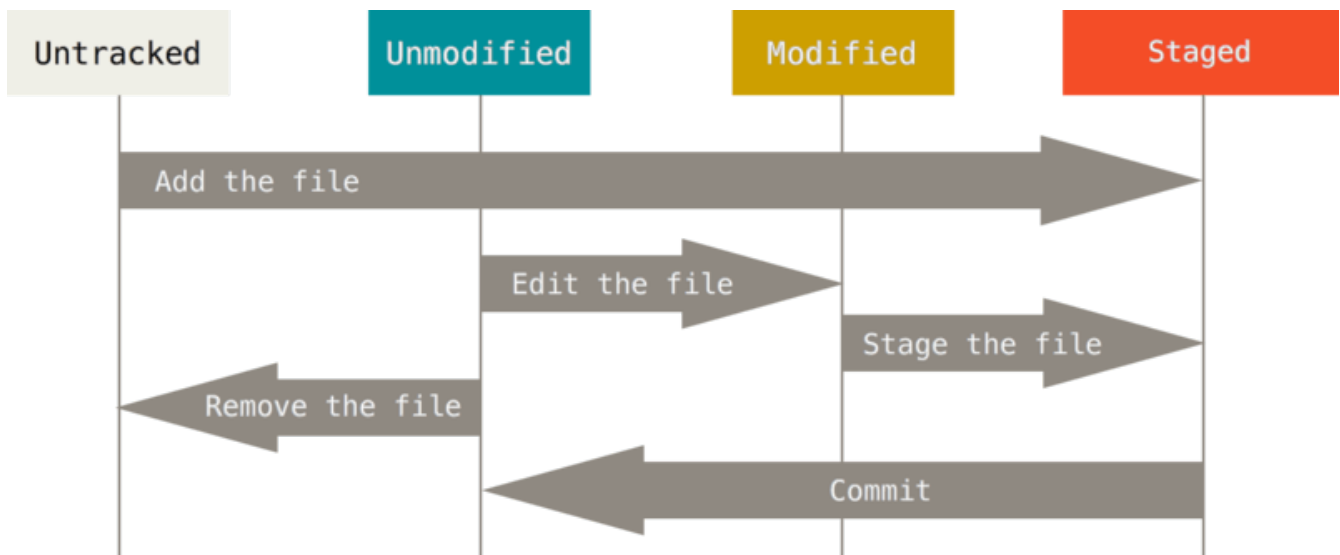 Untracked
Unmodified
Modified
Staged
Add the file
Edit the file
Stage the file
Remove the file
Commit